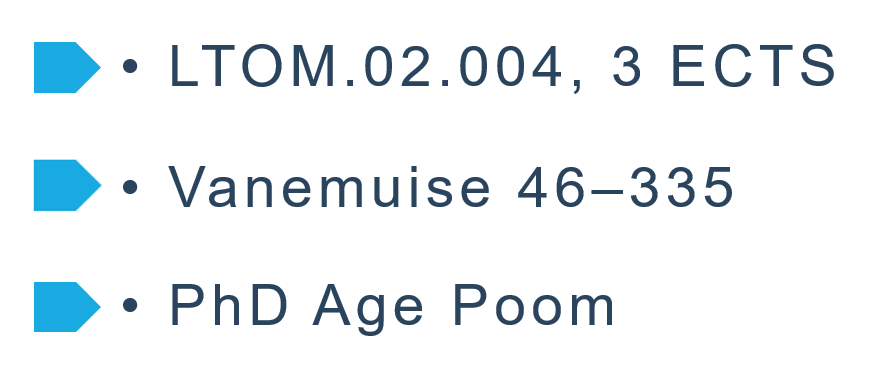 • LTOM.02.004, 3 ECTS
• Vanemuise 46–335
• PhD Age Poom